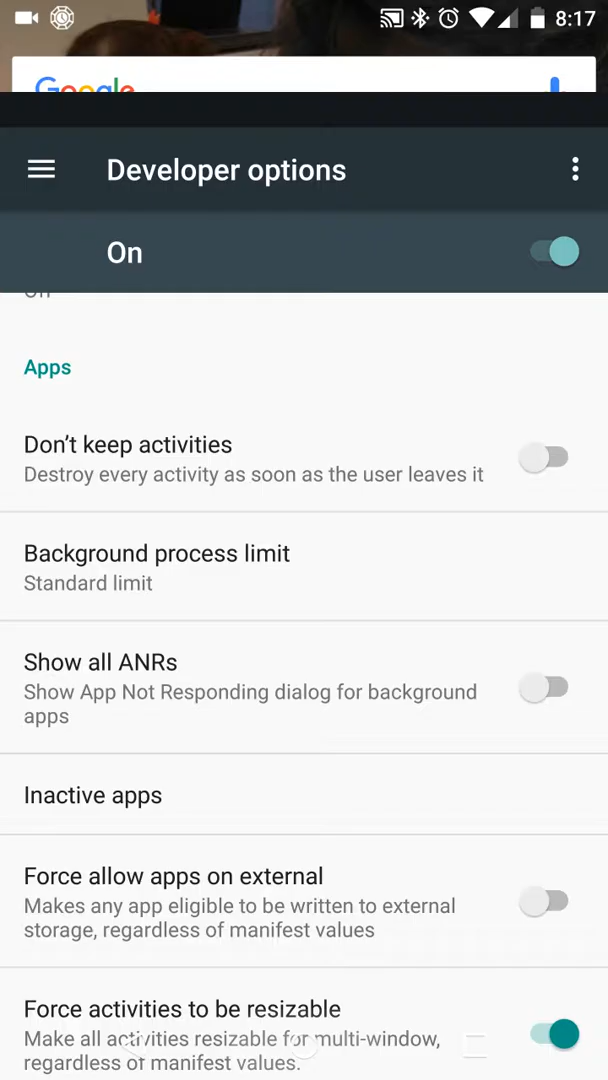 8:17
Google
Developer options
On
Off
Apps
Don't keep activities
Destroy every activity as soon as the user leaves it
Background process limit
Standard limit
Show all ANRs
Show App Not Responding dialog for background
apps
Inactive apps
Force allow apps on external
Makes any app eligible to be written to external
storage, regardless of manifest values
Force activities to be resizable
Make all activities resizable for multi-window,
regardless of manifest values.